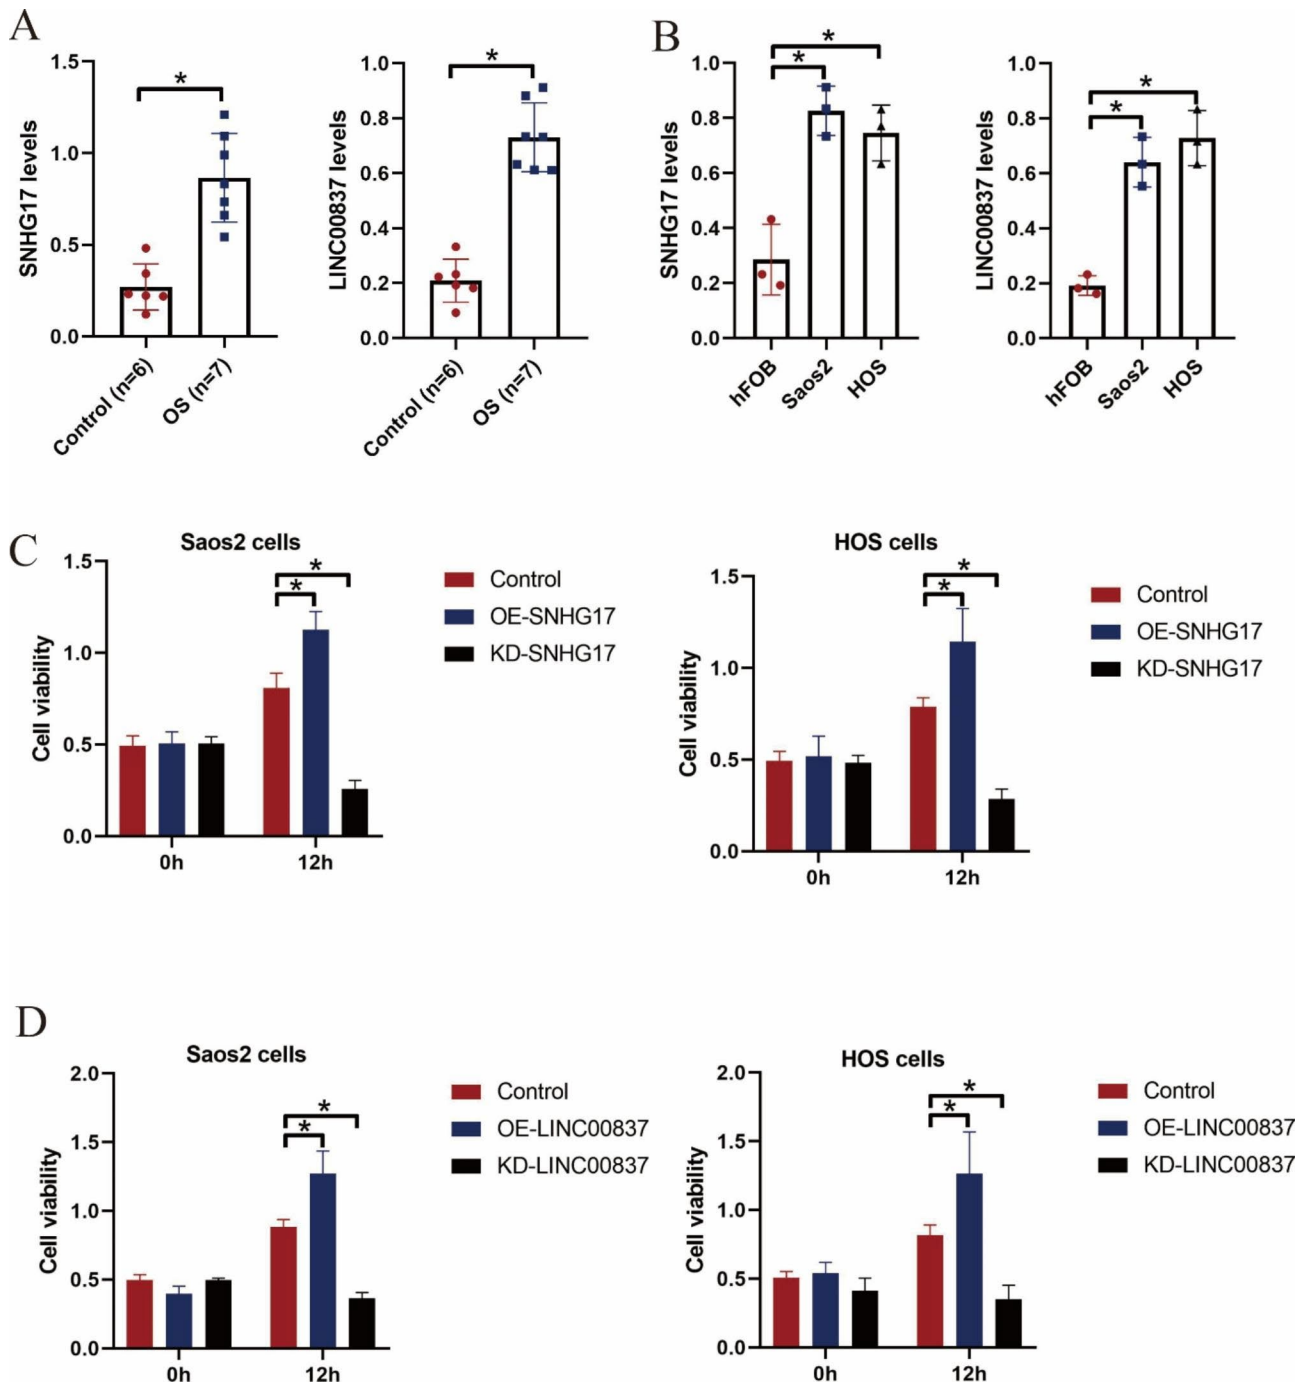 A
SNHG17 levels
1.5
1.0
0.5
0.0
*
Control (n=6)
OS (n=7)
LINC00837 levels
1.0
0.8
0.6
0.4
0.2
0.0
*
Control (n=6)
OS (n=7)
B
SNHG17 levels
1.0
0.8
0.6
0.4
0.2
0.0
*
*
hFOB
Saos2
HOS
LINC00837 levels
1.0
0.8
0.6
0.4
0.2
0.0
*
*
hFOB
Saos2
HOS
C
Saos2 cells
Cell viability
1.5
1.0
0.5
0.0
*
*
0h
12h
Control
OE-SNHG17
KD-SNHG17
HOS cells
Cell viability
1.5
1.0
0.5
0.0
*
*
0h
12h
Control
OE-SNHG17
KD-SNHG17
D
Saos2 cells
Cell viability
2.0
1.5
1.0
0.5
0.0
*
*
0h
12h
Control
OE-LINC00837
KD-LINC00837
HOS cells
Cell viability
2.0
1.5
1.0
0.5
0.0
*
*
0h
12h
Control
OE-LINC00837
KD-LINC00837